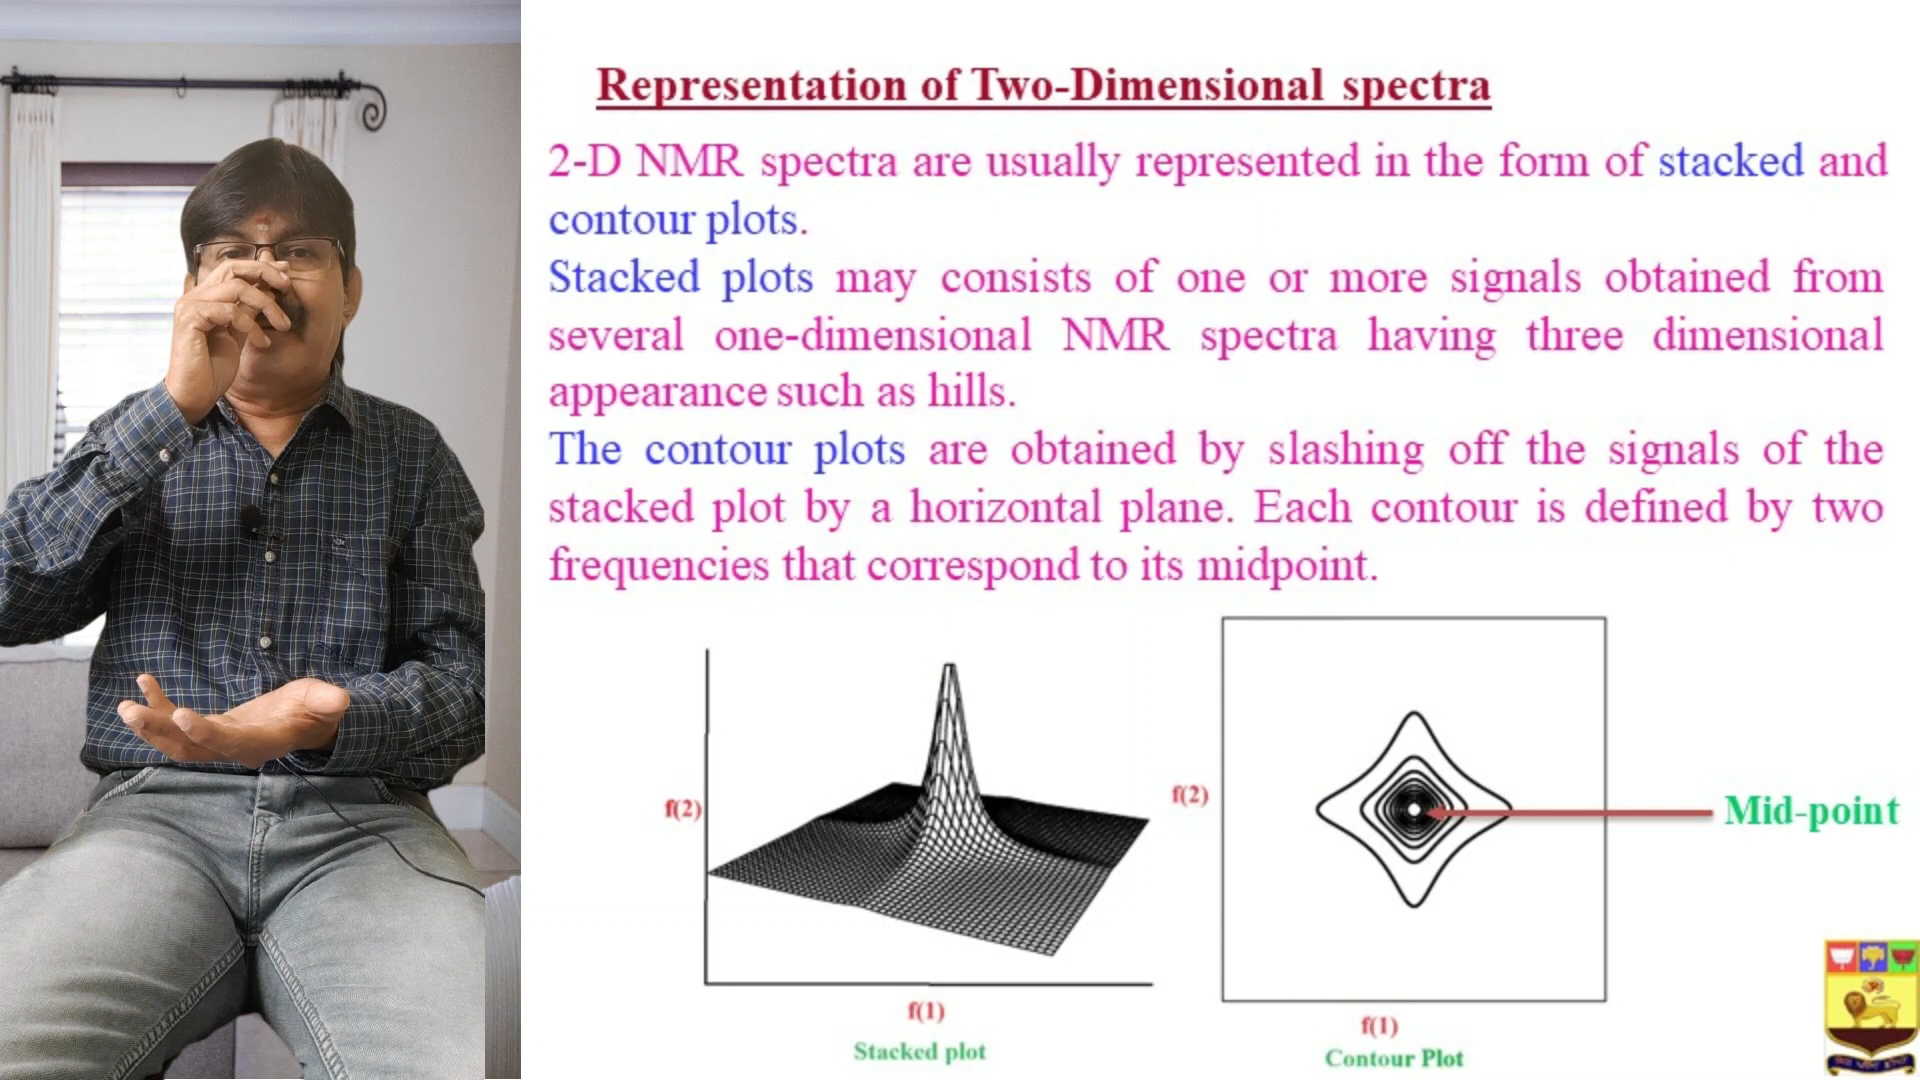 Representation of Two-Dimensional spectra
2-D NMR spectra are usually represented in the form of stacked and
contour plots.
Stacked plots may consists of one or more signals obtained from
several one-dimensional NMR spectra having three dimensional
appearance such as hills.
The contour plots are obtained by slashing off the signals of the
stacked plot by a horizontal plane. Each contour is defined by two
frequencies that correspond to its midpoint.
f(2)
f(2)
Mid-point
f(1)
f(1)
Stacked plot
Contour Plot